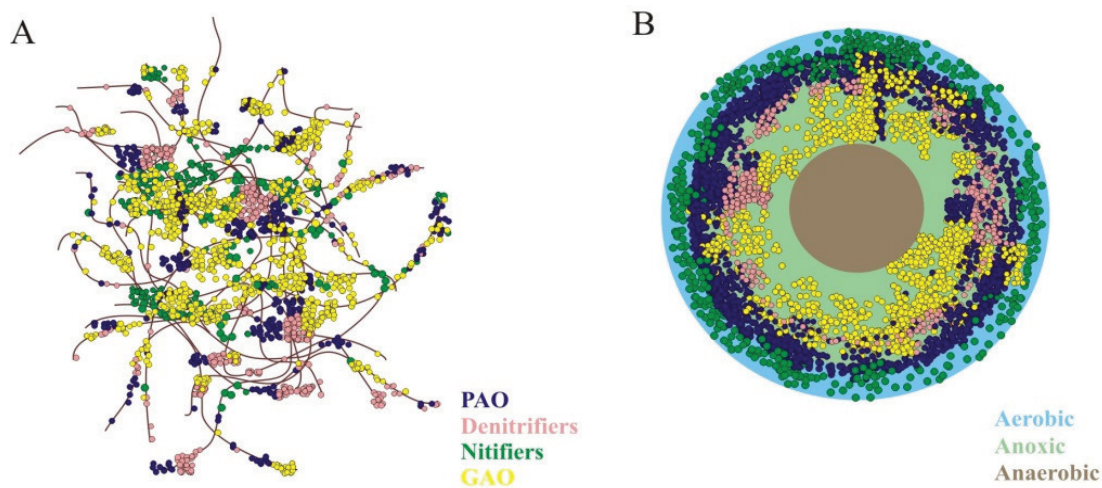 A
B
PAO
Denitrifiers
Nitifiers
GAO
Aerobic
Anoxic
Anaerobic